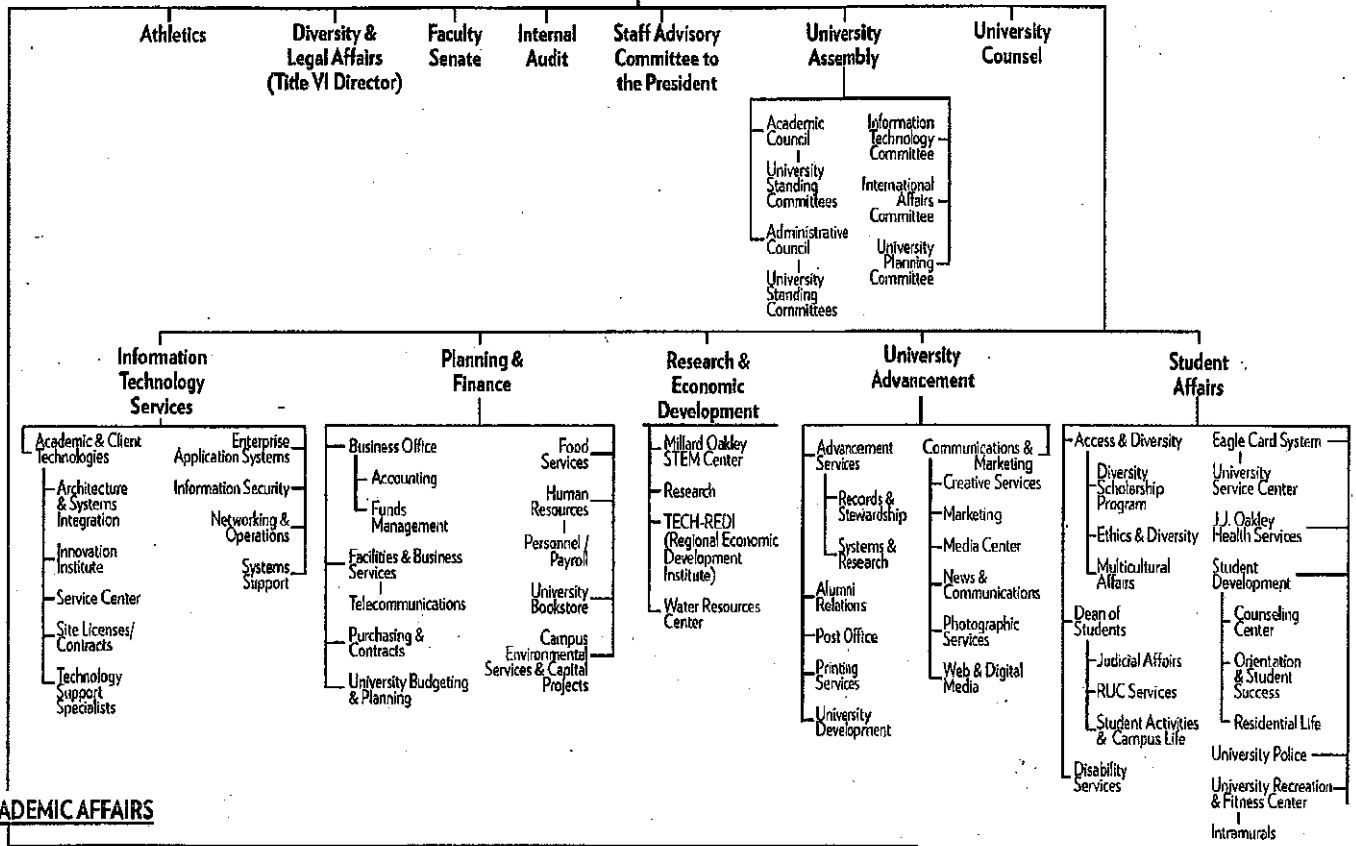 Athletics
Diversity &
Legal Affairs
(Title VI Director)
Faculty
Senate
Internal
Audit
Staff Advisory
Committee to
the President
University
Assembly
University
Counsel
Academic
Council
University
Standing
Committees
Administrative
Council
University
Standing
Committees
Information
Technology
Committee
International
Affairs
Committee
University
Planning
Committee
Information
Technology
Services
Academic & Client
Technologies
Architecture
& Systems
Integration
Innovation
Institute
Service Center
Site Licenses/
Contracts
Technology
Support
Specialists
Enterprise
Application Systems
Information Security
Networking &
Operations
Systems
Support
Planning &
Finance
Business Office
Accounting
Funds
Management
Facilities & Business
Services
Telecommunications
Purchasing &
Contracts
University Budgeting
& Planning
Food
Services
Human
Resources
Personnel /
Payroll
University
Bookstore
Campus
Environmental
Services & Capital
Projects
Research &
Economic
Development
Millard Oakley
STEM Center
Research
TECH-REDI
(Regional Economic
Development
Institute)
Water Resources
Center
University
Advancement
Advancement
Services
Records &
Stewardship
Systems &
Research
Alumni
Relations
Post Office
Printing
Services
University
Development
Communications &
Marketing
Creative Services
Marketing
Media Center
News &
Communications
Photographic
Services
Web & Digital
Media
Student
Affairs
Access & Diversity
Diversity
Scholarship
Program
Ethics & Diversity
Multicultural
Affairs
Dean of
Students
Judicial Affairs
RUC Services
Student Activities
& Campus Life
Disability
Services
Eagle Card System
University
Service Center
J.J. Oakley
Health Services
Student
Development
Counseling
Center
Orientation
& Student
Success
Residential Life
University Police
University Recreation
& Fitness Center
Intramurals
ADEMIC AFFAIRS